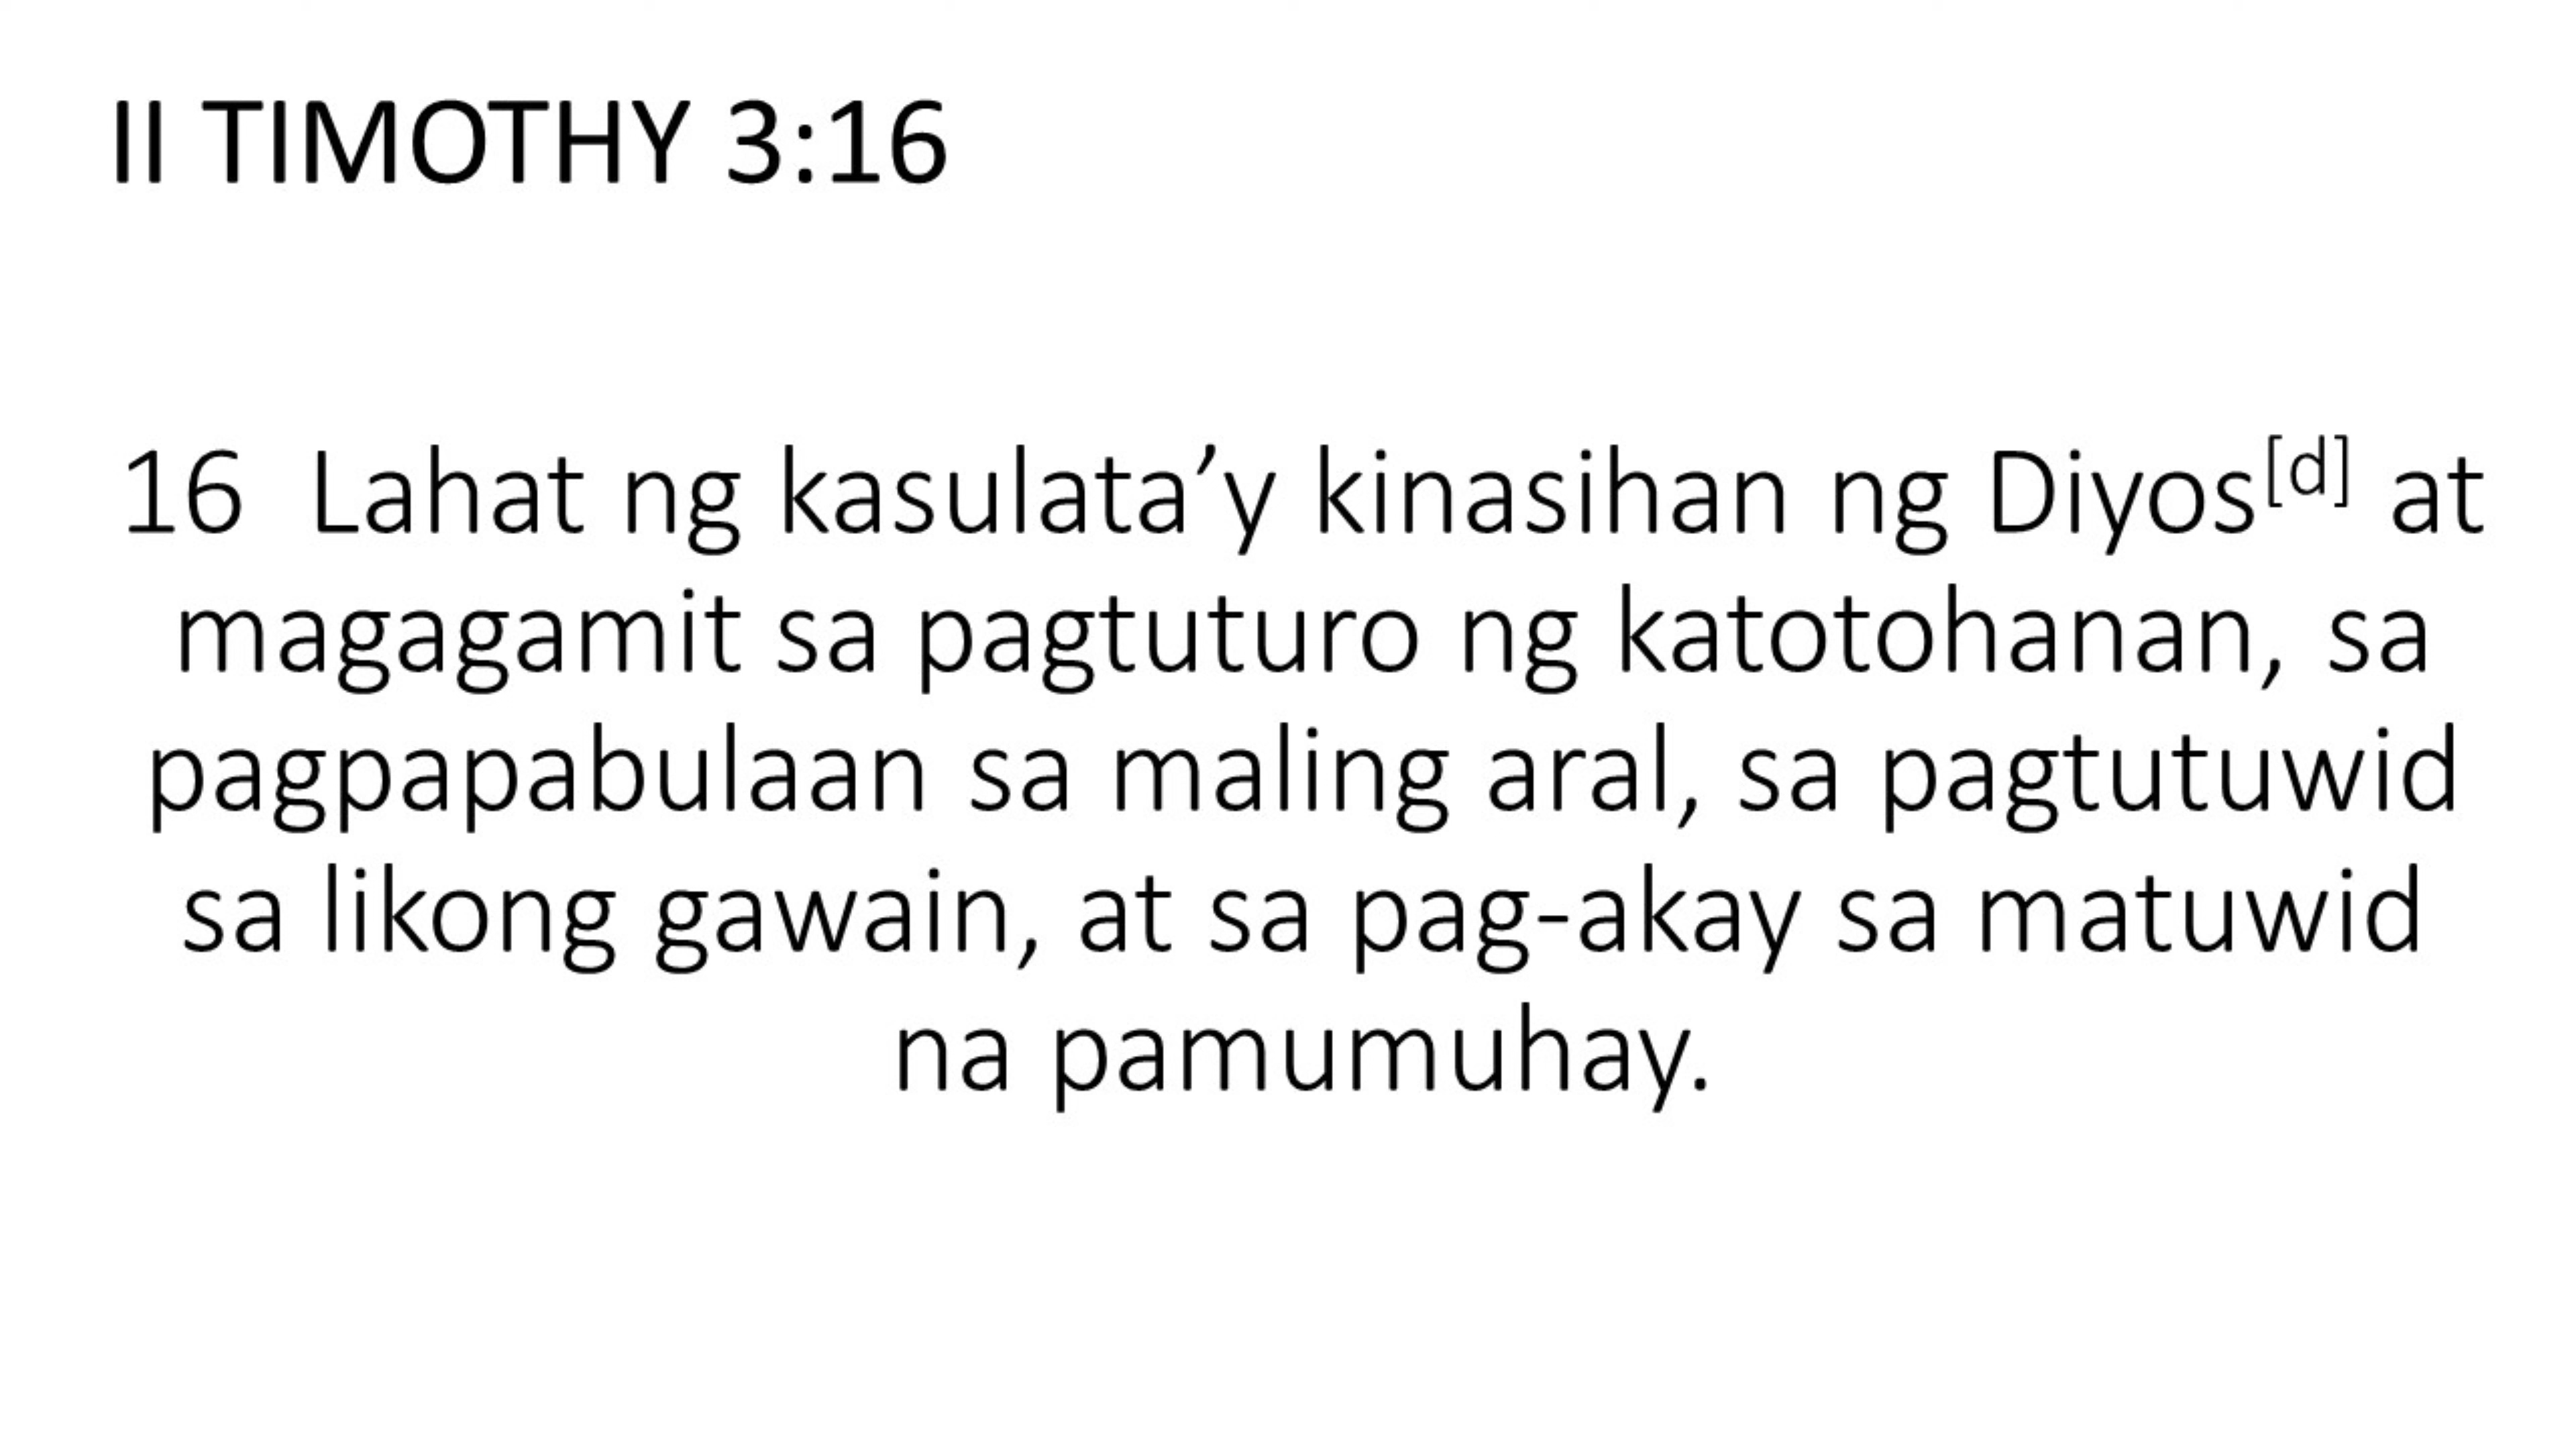 II TIMOTHY 3:16
16  Lahat ng kasulata’y kinasihan ng Diyos[d] at
magagamit sa pagtuturo ng katotohanan, sa
pagpapabulaan sa maling aral, sa pagtutuwid
sa likong gawain, at sa pag-akay sa matuwid
na pamumuhay.